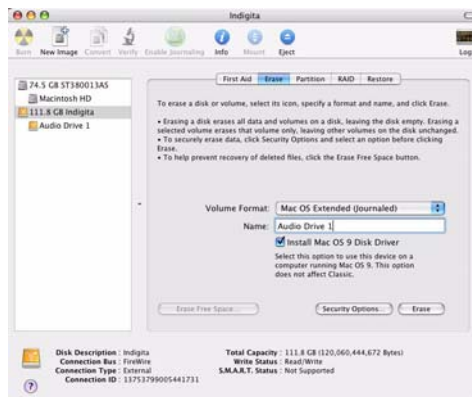 Indigita
Burn New Image Convert Verify Enable Journaling Info Mount Eject Log
74.5 GB ST380013AS
Macintosh HD
111.8 GB Indigita
Audio Drive 1
First Aid Erase Partition RAID Restore
To erase a disk or volume, select its icon, specify a format and name, and click Erase.
• Erasing a disk erases all data and volumes on a disk, leaving the disk empty. Erasing a
selected volume erases that volume only, leaving other volumes on the disk unchanged.
• To securely erase data, click Security Options and select an option before clicking
Erase.
• To help prevent recovery of deleted files, click the Erase Free Space button.
Volume Format: Mac OS Extended (Journaled)
Name: Audio Drive 1
Install Mac OS 9 Disk Driver
Select this option to use this device on a
computer running Mac OS 9. This option
does not affect Classic.
Erase Free Space... Security Options... Erase
Disk Description : Indigita Total Capacity : 111.8 GB (120,060,444,672 Bytes)
Connection Bus : FireWire Write Status : Read/Write
Connection Type : External S.M.A.R.T. Status : Not Supported
Connection ID : 13753799005441731
?